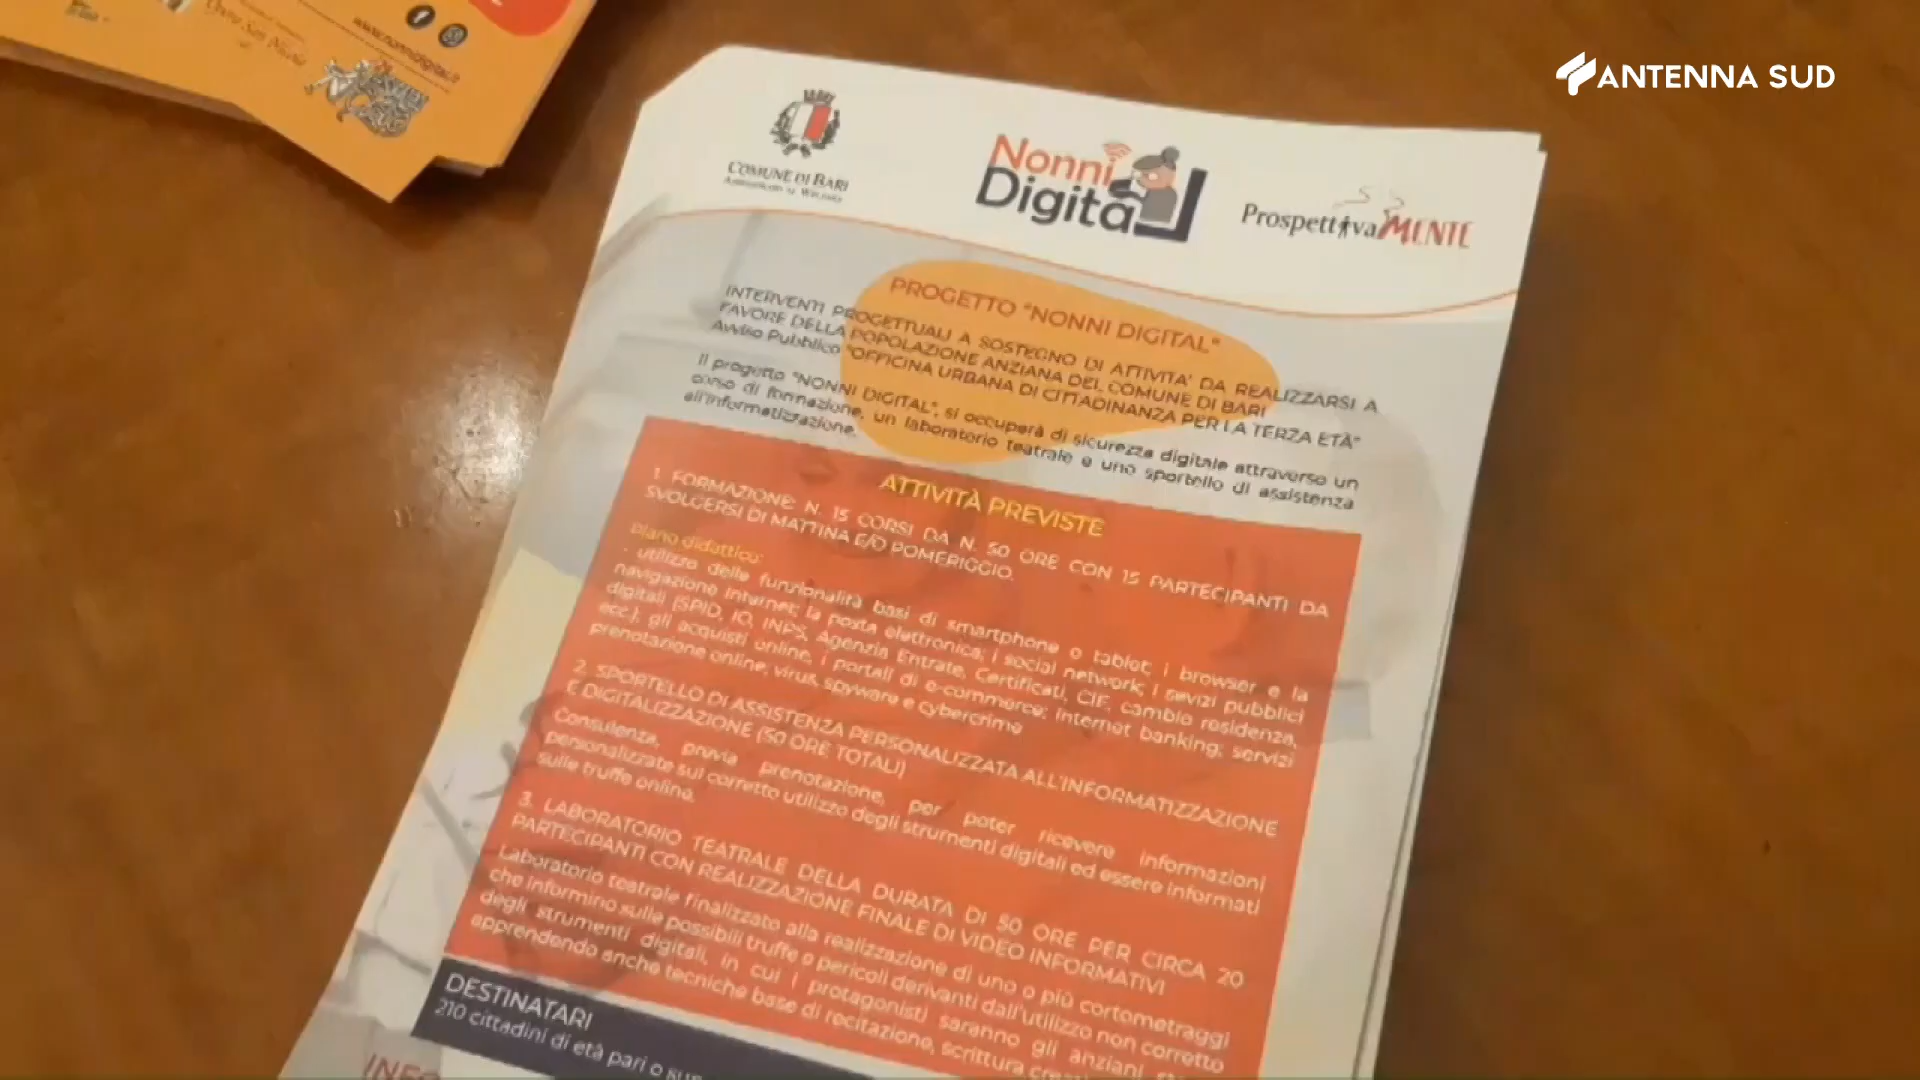 ANTENNA SUD
www.nonnidigital.it
COMUNE DI BARI
Nonni
Digital
ProspettivaMENTE
PROGETTO "NONNI DIGITAL"
INTERVENTI PROGETTUALI A SOSTEGNO DI ATTIVITA' DA REALIZZARSI A
FAVORE DELLA POPOLAZIONE ANZIANA DEL COMUNE DI BARI
Avviso Pubblico "OFFICINA URBANA DI CITTADINANZA PER LA TERZA ETÀ"
Il progetto "NONNI DIGITAL", si occuperà di sicurezza digitale attraverso un
corso di formazione, un laboratorio teatrale e uno sportello di assistenza
all'informatizzazione.
ATTIVITÀ PREVISTE
1. FORMAZIONE: N. 15 CORSI DA N. 50 ORE CON 15 PARTECIPANTI DA
SVOLGERSI DI MATTINA E/O POMERIGGIO.
Piano didattico:
- utilizzo delle funzionalità basi di smartphone o tablet; i browser e la
navigazione Internet; la posta elettronica; i social network; i sevizi pubblici
digitali (SPID, IO, INPS, Agenzia Entrate, Certificati, CIE, cambio residenza,
ecc.); gli acquisti online, i portali di e-commerce; internet banking; servizi
prenotazione online, virus, spyware e cybercrime
2. SPORTELLO DI ASSISTENZA PERSONALIZZATA ALL'INFORMATIZZAZIONE
E DIGITALIZZAZIONE (50 ORE TOTALI)
Consulenza, previa prenotazione, per poter ricevere informazioni
personalizzate sul corretto utilizzo degli strumenti digitali ed essere informati
sulle truffe online.
3. LABORATORIO TEATRALE DELLA DURATA DI 50 ORE PER CIRCA 20
PARTECIPANTI CON REALIZZAZIONE FINALE DI VIDEO INFORMATIVI
Laboratorio teatrale finalizzato alla realizzazione di uno o più cortometraggi
che informino sulle possibili truffe o pericoli derivanti dall'utilizzo non corretto
degli strumenti digitali, in cui i protagonisti saranno gli anziani
apprendendo anche tecniche base di recitazione, scrittura
DESTINATARI
210 cittadini di età pari o